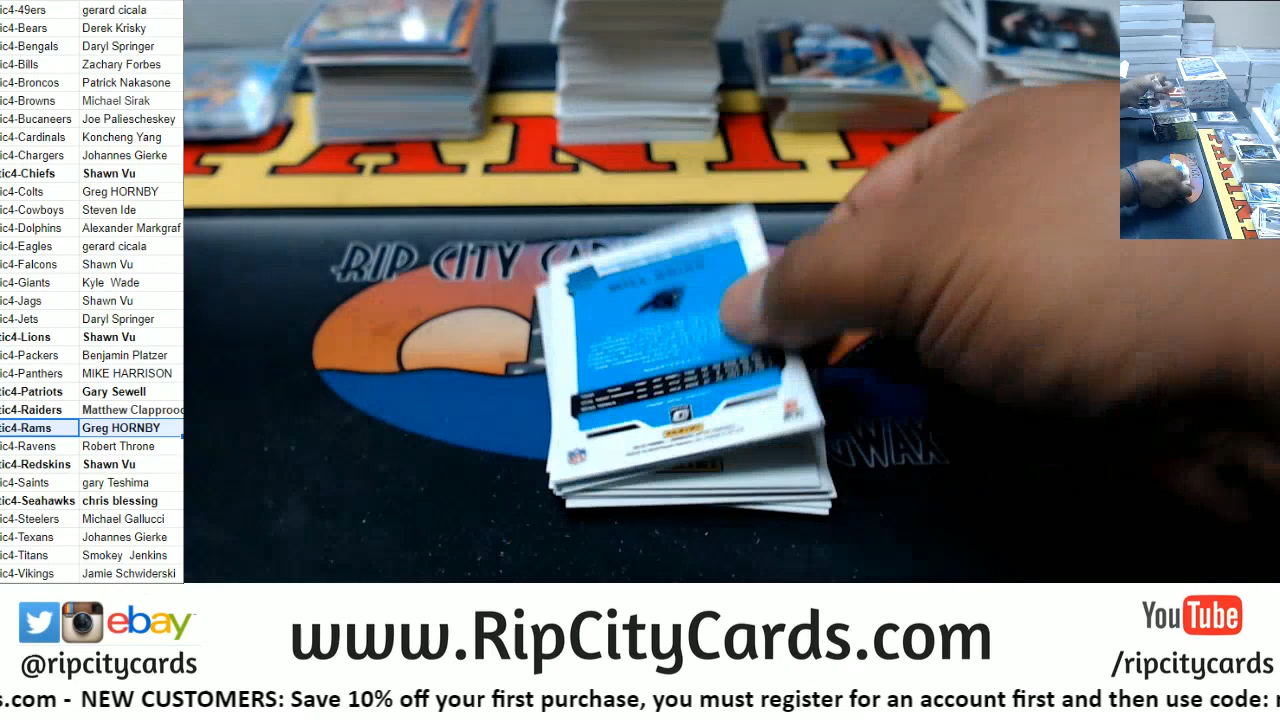 ic4-49ers gerard cicala
ic4-Bears Derek Krisky
ic4-Bengals Daryl Springer
ic4-Bills Zachary Forbes
ic4-Broncos Patrick Nakasone
ic4-Browns Michael Sirak
ic4-Bucaneers Joe Paliescheskey
ic4-Cardinals Koncheng Yang
ic4-Chargers Johannes Gierke
tic4-Chiefs Shawn Vu
ic4-Colts Greg HORNBY
ic4-Cowboys Steven Ide
ic4-Dolphins Alexander Markgraf
ic4-Eagles gerard cicala
ic4-Falcons Shawn Vu
ic4-Giants Kyle Wade
ic4-Jags Shawn Vu
ic4-Jets Daryl Springer
tic4-Lions Shawn Vu
ic4-Packers Benjamin Platzer
ic4-Panthers MIKE HARRISON
tic4-Patriots Gary Sewell
tic4-Raiders Matthew Clapprood
tic4-Rams Greg HORNBY
ic4-Ravens Robert Throne
tic4-Redskins Shawn Vu
ic4-Saints gary Teshima
tic4-Seahawks chris blessing
ic4-Steelers Michael Gallucci
ic4-Texans Johannes Gierke
ic4-Titans Smokey Jenkins
ic4-Vikings Jamie Schwiderski
PANINI
RIP CITY CA
WAX
ebay
@ripcitycards
www.RipCityCards.com
YouTube
/ripcitycards
s.com - NEW CUSTOMERS: Save 10% off your first purchase, you must register for an account first and then use code: